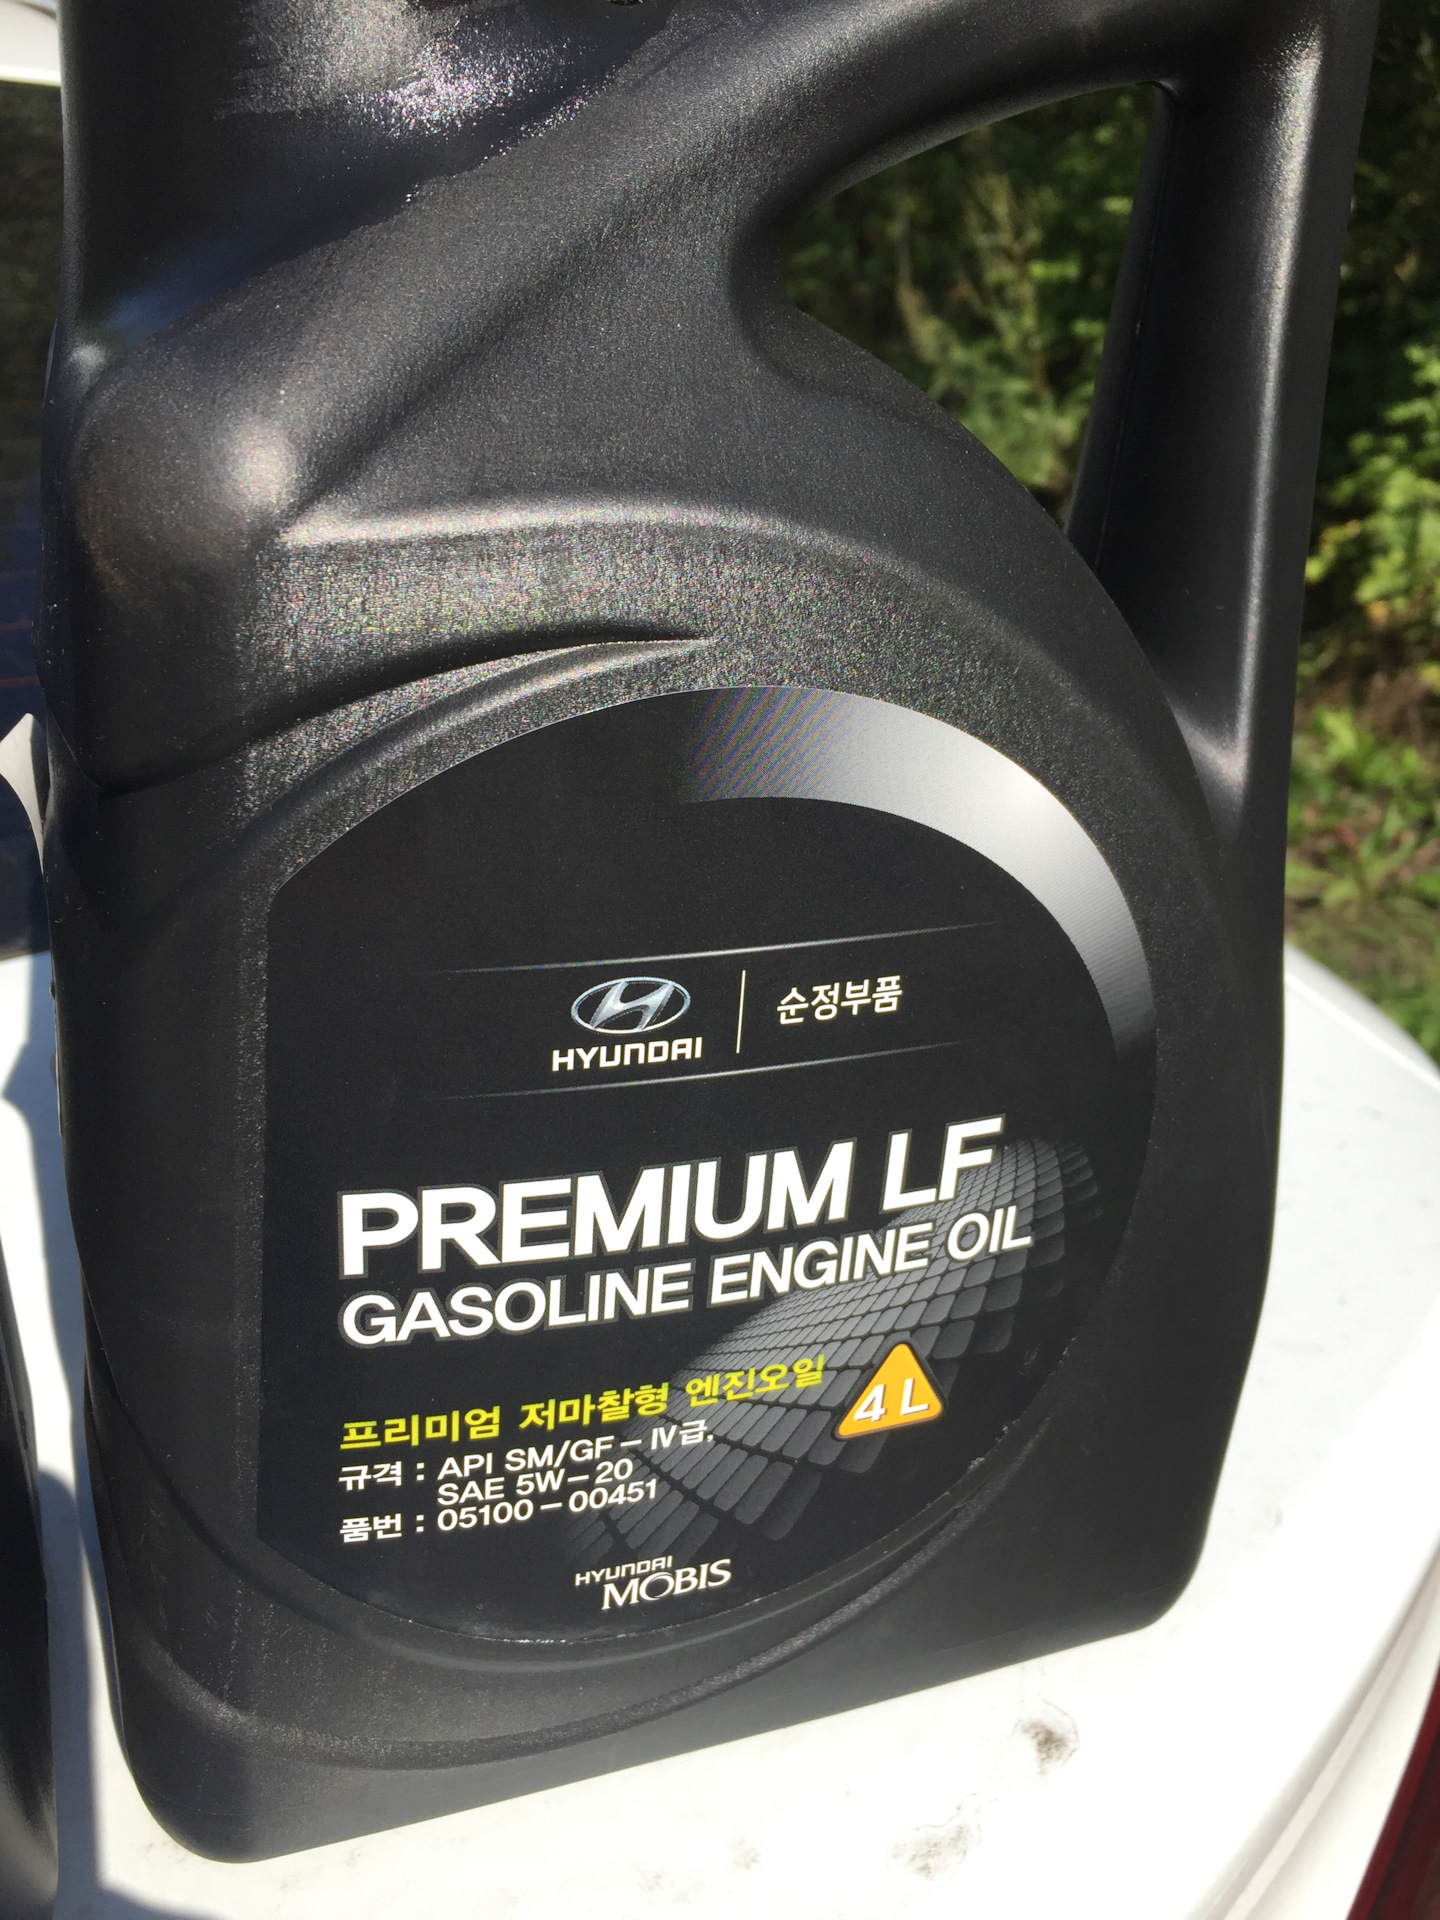 HYUNDAI
순정부품
PREMIUM LF
GASOLINE ENGINE OIL
프리미엄 저마찰형 엔진오일
4 L
규격 : API SM/GF-Ⅳ급,
SAE 5W-20
품번 : 05100-00451
HYUNDAI
MOBIS